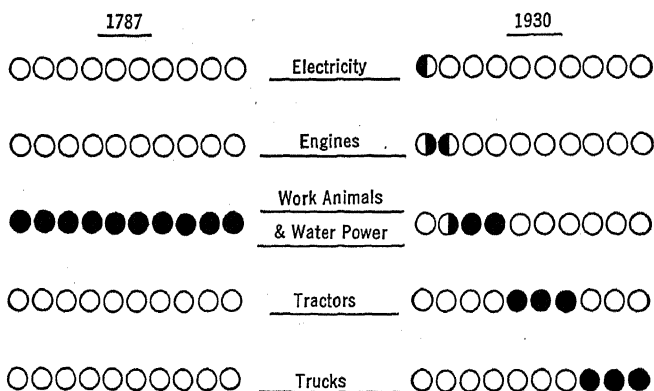 1787
1930
Electricity
Engines
Work Animals
& Water Power
Tractors
Trucks